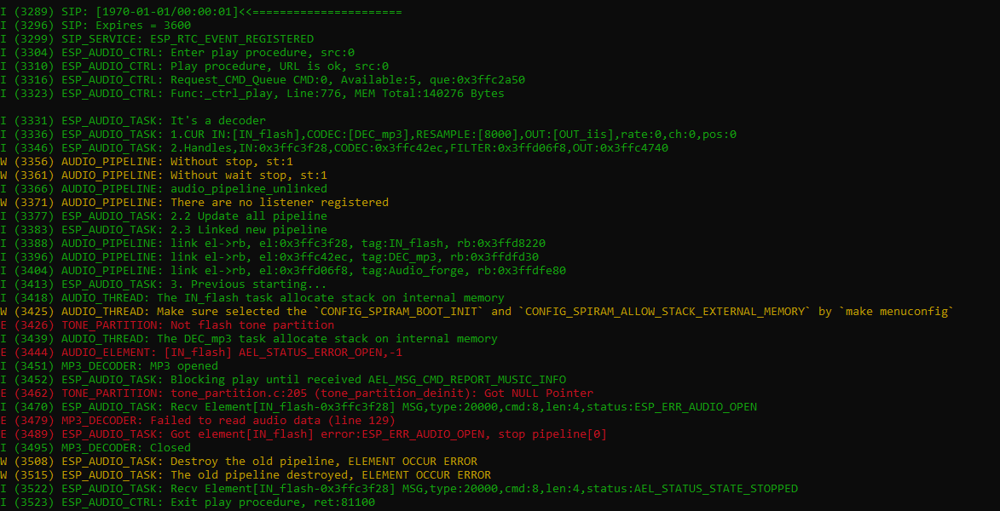 I (3289) SIP: [1970-01-01/00:00:01]<<======================
I (3296) SIP: Expires = 3600
I (3299) SIP_SERVICE: ESP_RTC_EVENT_REGISTERED
I (3304) ESP_AUDIO_CTRL: Enter play procedure, src:0
I (3310) ESP_AUDIO_CTRL: Play procedure, URL is ok, src:0
I (3316) ESP_AUDIO_CTRL: Request_CMD_Queue CMD:0, Available:5, que:0x3ffc2a50
I (3323) ESP_AUDIO_CTRL: Func:_ctrl_play, Line:776, MEM Total:140276 Bytes
I (3331) ESP_AUDIO_TASK: It's a decoder
I (3336) ESP_AUDIO_TASK: 1.CUR IN:[IN_flash],CODEC:[DEC_mp3],RESAMPLE:[8000],OUT:[OUT_iis],rate:0,ch:0,pos:0
I (3346) ESP_AUDIO_TASK: 2.Handles,IN:0x3ffc3f28,CODEC:0x3ffc42ec,FILTER:0x3ffd06f8,OUT:0x3ffc4740
W (3356) AUDIO_PIPELINE: Without stop, st:1
W (3361) AUDIO_PIPELINE: Without wait stop, st:1
I (3366) AUDIO_PIPELINE: audio_pipeline_unlinked
W (3371) AUDIO_PIPELINE: There are no listener registered
I (3377) ESP_AUDIO_TASK: 2.2 Update all pipeline
I (3383) ESP_AUDIO_TASK: 2.3 Linked new pipeline
I (3388) AUDIO_PIPELINE: link el->rb, el:0x3ffc3f28, tag:IN_flash, rb:0x3ffd8220
I (3396) AUDIO_PIPELINE: link el->rb, el:0x3ffc42ec, tag:DEC_mp3, rb:0x3ffdfd30
I (3404) AUDIO_PIPELINE: link el->rb, el:0x3ffd06f8, tag:Audio_forge, rb:0x3ffdfe80
I (3413) ESP_AUDIO_TASK: 3. Previous starting...
I (3418) AUDIO_THREAD: The IN_flash task allocate stack on internal memory
W (3425) AUDIO_THREAD: Make sure selected the `CONFIG_SPIRAM_BOOT_INIT` and `CONFIG_SPIRAM_ALLOW_STACK_EXTERNAL_MEMORY` by `make menuconfig`
E (3426) TONE_PARTITION: Not flash tone partition
I (3439) AUDIO_THREAD: The DEC_mp3 task allocate stack on internal memory
E (3444) AUDIO_ELEMENT: [IN_flash] AEL_STATUS_ERROR_OPEN,-1
I (3451) MP3_DECODER: MP3 opened
I (3452) ESP_AUDIO_TASK: Blocking play until received AEL_MSG_CMD_REPORT_MUSIC_INFO
E (3462) TONE_PARTITION: tone_partition.c:205 (tone_partition_deinit): Got NULL Pointer
I (3470) ESP_AUDIO_TASK: Recv Element[IN_flash-0x3ffc3f28] MSG,type:20000,cmd:8,len:4,status:ESP_ERR_AUDIO_OPEN
E (3479) MP3_DECODER: Failed to read audio data (line 129)
E (3489) ESP_AUDIO_TASK: Got element[IN_flash] error:ESP_ERR_AUDIO_OPEN, stop pipeline[0]
I (3495) MP3_DECODER: Closed
W (3508) ESP_AUDIO_TASK: Destroy the old pipeline, ELEMENT OCCUR ERROR
W (3515) ESP_AUDIO_TASK: The old pipeline destroyed, ELEMENT OCCUR ERROR
I (3522) ESP_AUDIO_TASK: Recv Element[IN_flash-0x3ffc3f28] MSG,type:20000,cmd:8,len:4,status:AEL_STATUS_STATE_STOPPED
I (3523) ESP_AUDIO_CTRL: Exit play procedure, ret:81100